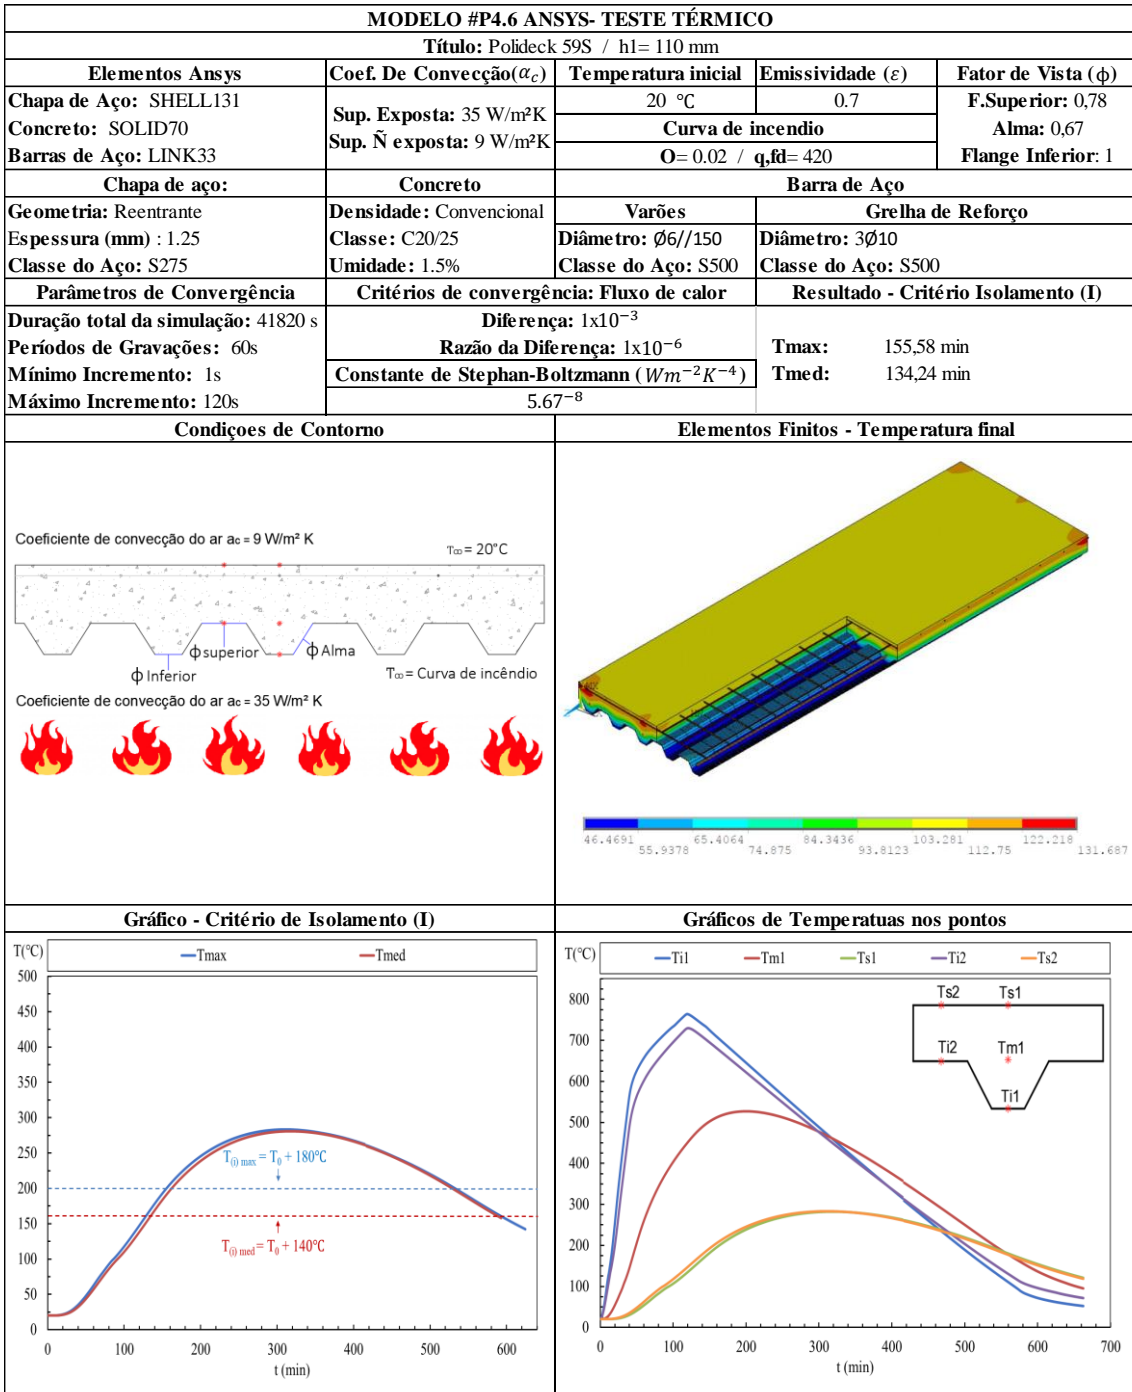 MODELO #P4.6 ANSYS- TESTE TÉRMICO
Título: Polideck 59S / h1= 110 mm
Elementos Ansys
Coef. De Convecção(α_c)
Temperatura inicial
Emissividade (ε)
Fator de Vista (ϕ)
Chapa de Aço: SHELL131
Concreto: SOLID70
Barras de Aço: LINK33
Sup. Exposta: 35 W/m²K
Sup. Ñ exposta: 9 W/m²K
20 °C
0.7
Curva de incendio
O= 0.02 / q,fd= 420
F.Superior: 0,78
Alma: 0,67
Flange Inferior: 1
Chapa de aço:
Concreto
Barra de Aço
Geometria: Reentrante
Espessura (mm) : 1.25
Classe do Aço: S275
Densidade: Convencional
Classe: C20/25
Umidade: 1.5%
Varões
Diâmetro: Ø6//150
Classe do Aço: S500
Grelha de Reforço
Diâmetro: 3Ø10
Classe do Aço: S500
Parâmetros de Convergência
Critérios de convergência: Fluxo de calor
Resultado - Critério Isolamento (I)
Duração total da simulação: 41820 s
Períodos de Gravações: 60s
Mínimo Incremento: 1s
Máximo Incremento: 120s
Diferença: 1x10⁻³
Razão da Diferença: 1x10⁻⁶
Constante de Stephan-Boltzmann (Wm⁻²K⁻⁴)
5.67⁻⁸
Tmax: 155,58 min
Tmed: 134,24 min
Condiçoes de Contorno
Elementos Finitos - Temperatura final
Coeficiente de convecção do ar ac = 9 W/m² K
T∞ = 20°C
ϕ superior
ϕ Alma
ϕ Inferior
T∞ = Curva de incêndio
Coeficiente de convecção do ar ac = 35 W/m² K
46.4691
55.9378
65.4064
74.875
84.3436
93.8123
103.281
112.75
122.218
131.687
Gráfico - Critério de Isolamento (I)
Gráficos de Temperatuas nos pontos
T(°C)
Tmax
Tmed
500
450
400
350
300
250
200
150
100
50
0
T(i) max = T₀ + 180°C
T(i) med = T₀ + 140°C
0
100
200
300
400
500
600
t (min)
T(°C)
Ti1
Tm1
Ts1
Ti2
Ts2
800
700
600
500
400
300
200
100
0
Ts2
Ts1
Ti2
Tm1
Ti1
0
100
200
300
400
500
600
700
t (min)